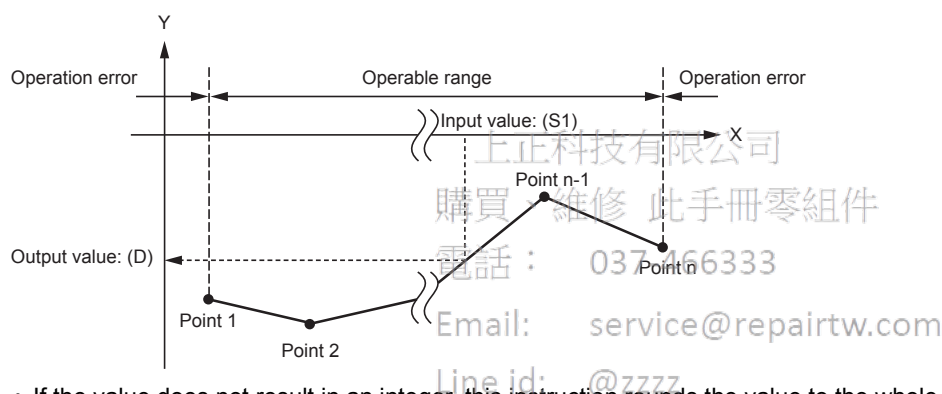 Y
Operation error
Operable range
Operation error
Input value: (S1)
X
上正科技有限公司
Point n-1
購買、維修 此手冊零組件
Output value: (D)
電話： 037-466333
Point n
Point 1
Email: service@repairtw.com
Point 2
Line id: @zzzz
• If the value does not result in an integer, this instruction rounds the value to the whole